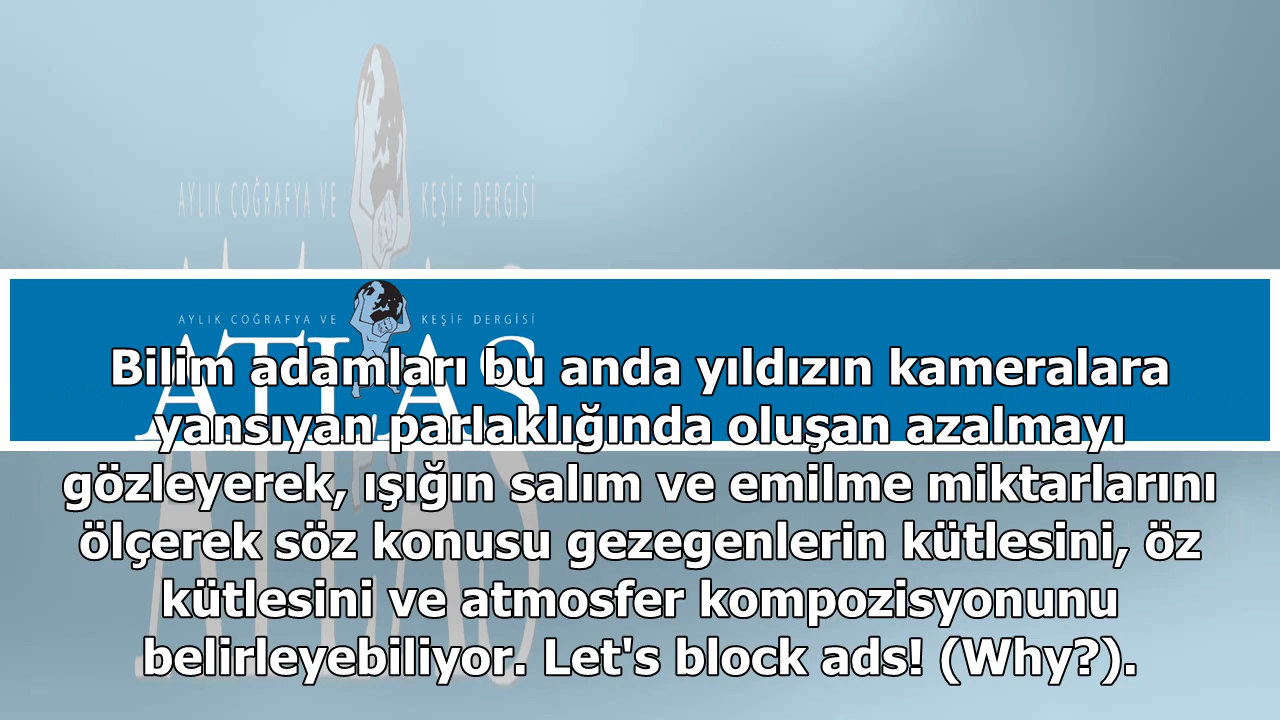 AYLIK COĞRAFYA VE KEŞİF DERGİSİ
AYLIK COĞRAFYA VE KEŞİF DERGİSİ
ATLAS
Bilim adamları bu anda yıldızın kameralara
yansıyan parlaklığında oluşan azalmayı
gözleyerek, ışığın salım ve emilme miktarlarını
ölçerek söz konusu gezegenlerin kütlesini, öz
kütlesini ve atmosfer kompozisyonunu
belirleyebiliyor. Let's block ads! (Why?).
ATLAS